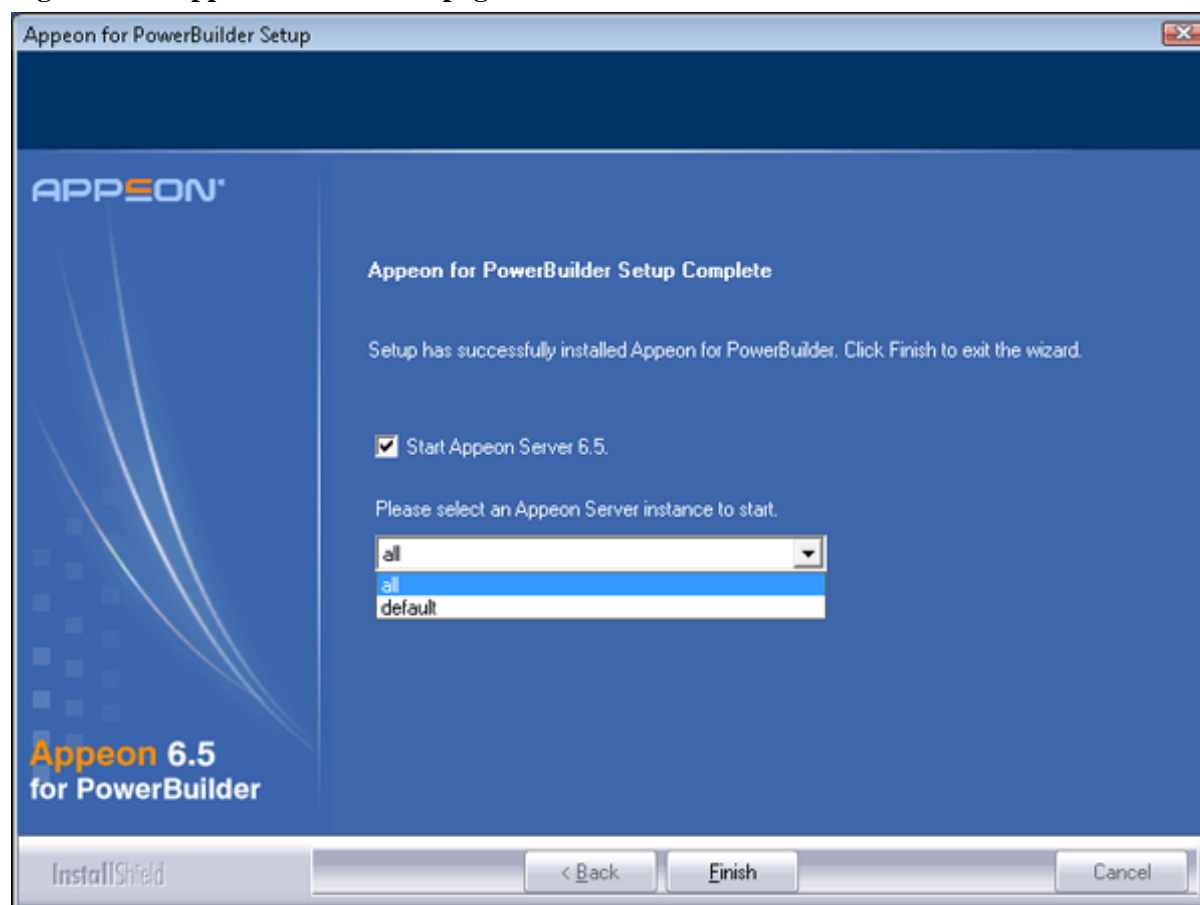 Appeon for PowerBuilder Setup
APPEON
Appeon for PowerBuilder Setup Complete
Setup has successfully installed Appeon for PowerBuilder. Click Finish to exit the wizard.
Start Appeon Server 6.5.
Please select an Appeon Server instance to start.
all
all
default
Appeon 6.5
for PowerBuilder
InstallShield
< Back
Finish
Cancel